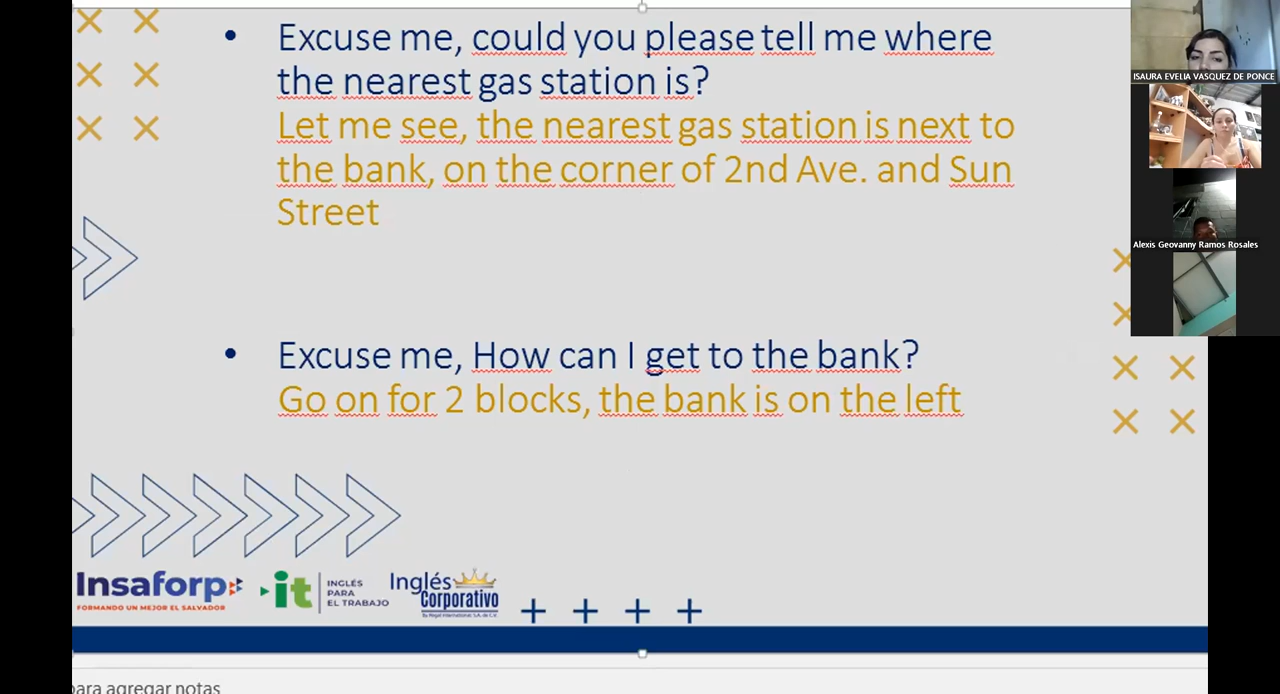 Excuse me, could you please tell me where
the nearest gas station is?
Let me see, the nearest gas station is next to
the bank, on the corner of 2nd Ave. and Sun
Street
Excuse me, How can I get to the bank?
Go on for 2 blocks, the bank is on the left
ISAURA EVELIA VASQUEZ DE PONCE
Alexis Geovanny Ramos Rosales
Insaforp
FORMANDO UN MEJOR EL SALVADOR
it
INGLÉS
PARA
EL TRABAJO
Inglés
Corporativo
By Regal International, S.A. de C.V.
para agregar notas